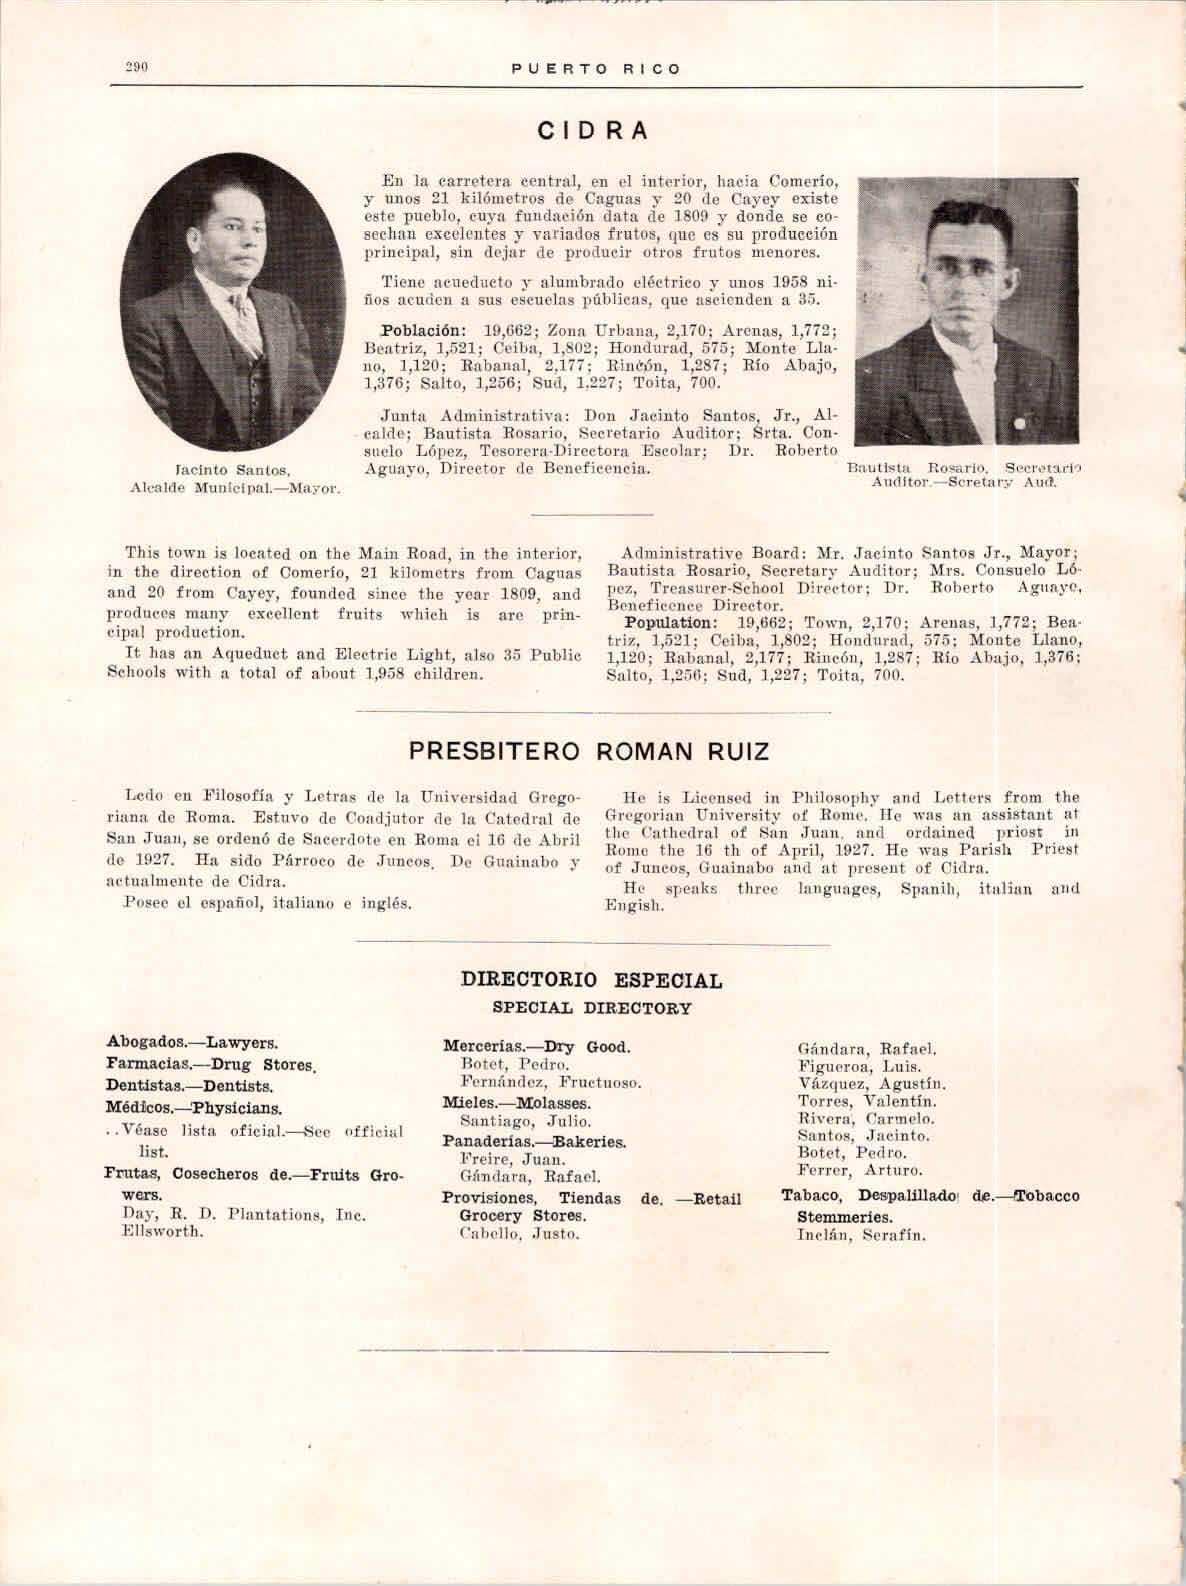 290
PUERTO RICO
CIDRA
En la carretera central, en el interior, hacia Comerío,
y unos 21 kilómetros de Caguas y 20 de Cayey existe
este pueblo, cuya fundación data de 1809 y donde se co-
sechan excelentes y variados frutos, que es su producción
principal, sin dejar de producir otros frutos menores.
Tiene acueducto y alumbrado eléctrico y unos 1958 ni-
ños acuden a sus escuelas públicas, que ascienden a 35.
Población: 19,662; Zona Urbana, 2,170; Arenas, 1,772;
Beatriz, 1,521; Ceiba, 1,802; Hondurad, 575; Monte Lla-
no, 1,120; Rabanal, 2,177; Rincón, 1,287; Río Abajo,
1,376; Salto, 1,256; Sud, 1,227; Toita, 700.
Junta Administrativa: Don Jacinto Santos, Jr., Al-
calde; Bautista Rosario, Secretario Auditor; Srta. Con-
suelo López, Tesorera-Directora Escolar; Dr. Roberto
Aguayo, Director de Beneficencia.
Jacinto Santos,
Alcalde Municipal.—Mayor.
Bautista Rosario, Secretario
Auditor.—Scretary Aud.
This town is located on the Main Road, in the interior,
in the direction of Comerío, 21 kilometrs from Caguas
and 20 from Cayey, founded since the year 1809, and
produces many excellent fruits which is are prin-
cipal production.
It has an Aqueduct and Electric Light, also 35 Public
Schools with a total of about 1,958 children.
Administrative Board: Mr. Jacinto Santos Jr., Mayor;
Bautista Rosario, Secretary Auditor; Mrs. Consuelo Ló-
pez, Treasurer-School Director; Dr. Roberto Aguayo,
Beneficence Director.
Population: 19,662; Town, 2,170; Arenas, 1,772; Bea-
triz, 1,521; Ceiba, 1,802; Hondurad, 575; Monte Llano,
1,120; Rabanal, 2,177; Rincón, 1,287; Río Abajo, 1,376;
Salto, 1,256; Sud, 1,227; Toita, 700.
PRESBITERO ROMAN RUIZ
Lcdo en Filosofía y Letras de la Universidad Grego-
riana de Roma. Estuvo de Coadjutor de la Catedral de
San Juan, se ordenó de Sacerdote en Roma el 16 de Abril
de 1927. Ha sido Párroco de Juncos. De Guainabo y
actualmente de Cidra.
Posee el español, italiano e inglés.
He is Licensed in Philosophy and Letters from the
Gregorian University of Rome. He was an assistant at
the Cathedral of San Juan, and ordained priost in
Rome the 16 th of April, 1927. He was Parish Priest
of Juncos, Guainabo and at present of Cidra.
He speaks three languages, Spanih, italian and
Engish.
DIRECTORIO ESPECIAL
SPECIAL DIRECTORY
Abogados.—Lawyers.
Farmacias.—Drug Stores.
Dentistas.—Dentists.
Médicos.—Physicians.
..Véase lista oficial.—See official
list.
Frutas, Cosecheros de.—Fruits Gro-
wers.
Day, R. D. Plantations, Inc.
Ellsworth.
Mercerías.—Dry Good.
Botet, Pedro.
Fernández, Fructuoso.
Mieles.—Molasses.
Santiago, Julio.
Panaderías.—Bakeries.
Freire, Juan.
Gándara, Rafael.
Provisiones, Tiendas de. —Retail
Grocery Stores.
Cabello, Justo.
Gándara, Rafael.
Figueroa, Luis.
Vázquez, Agustín.
Torres, Valentín.
Rivera, Carmelo.
Santos, Jacinto.
Botet, Pedro.
Ferrer, Arturo.
Tabaco, Despalillado de.—Tobacco
Stemmeries.
Inclán, Serafín.